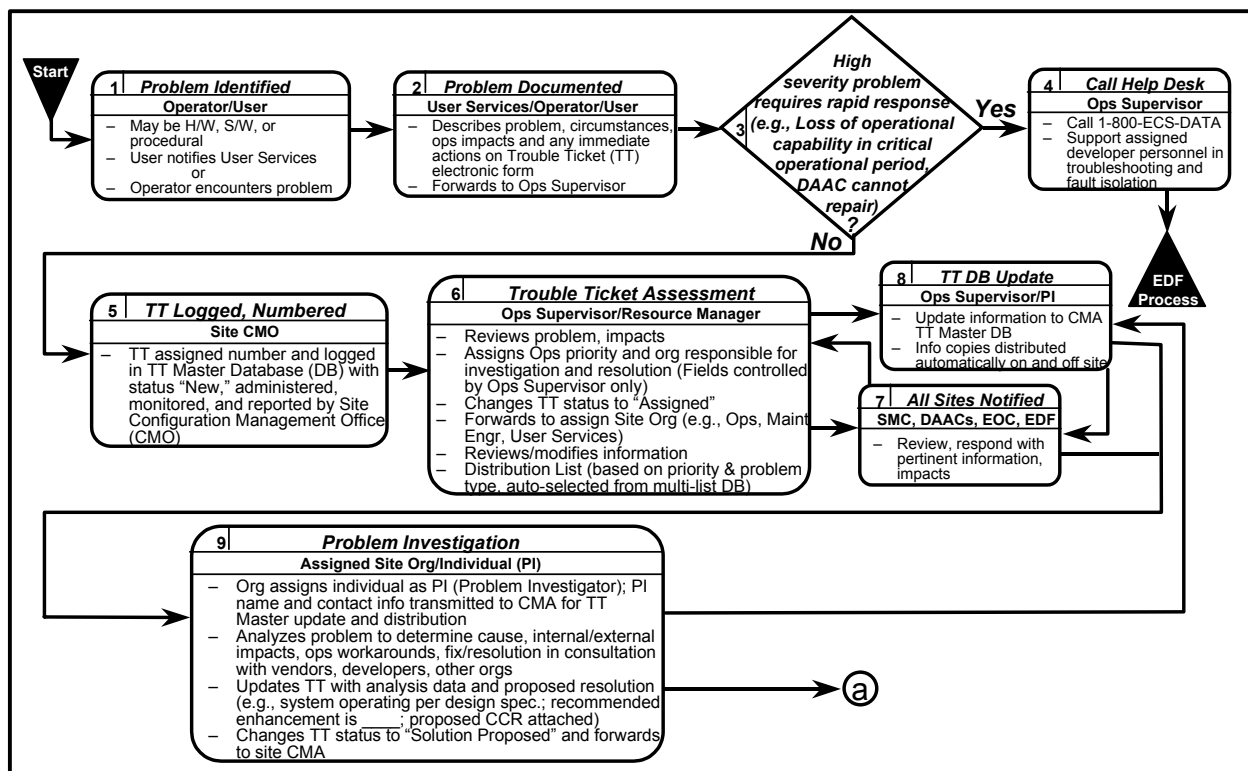 Start
1
Problem Identified
Operator/User
– May be H/W, S/W, or
procedural
– User notifies User Services
or
– Operator encounters problem
2
Problem Documented
User Services/Operator/User
– Describes problem, circumstances,
ops impacts and any immediate
actions on Trouble Ticket (TT)
electronic form
– Forwards to Ops Supervisor
3
High
severity problem
requires rapid response
(e.g., Loss of operational
capability in critical
operational period,
DAAC cannot
repair)
?
Yes
No
4
Call Help Desk
Ops Supervisor
– Call 1-800-ECS-DATA
– Support assigned
developer personnel in
troubleshooting and
fault isolation
EDF
Process
5
TT Logged, Numbered
Site CMO
– TT assigned number and logged
in TT Master Database (DB) with
status “New,” administered,
monitored, and reported by Site
Configuration Management Office
(CMO)
6
Trouble Ticket Assessment
Ops Supervisor/Resource Manager
– Reviews problem, impacts
– Assigns Ops priority and org responsible for
investigation and resolution (Fields controlled
by Ops Supervisor only)
– Changes TT status to “Assigned”
– Forwards to assign Site Org (e.g., Ops, Maint
Engr, User Services)
– Reviews/modifies information
– Distribution List (based on priority & problem
type, auto-selected from multi-list DB)
8
TT DB Update
Ops Supervisor/PI
– Update information to CMA
TT Master DB
– Info copies distributed
automatically on and off site
7
All Sites Notified
SMC, DAACs, EOC, EDF
– Review, respond with
pertinent information,
impacts
9
Problem Investigation
Assigned Site Org/Individual (PI)
– Org assigns individual as PI (Problem Investigator); PI
name and contact info transmitted to CMA for TT
Master update and distribution
– Analyzes problem to determine cause, internal/external
impacts, ops workarounds, fix/resolution in consultation
with vendors, developers, other orgs
– Updates TT with analysis data and proposed resolution
(e.g., system operating per design spec.; recommended
enhancement is ____; proposed CCR attached)
– Changes TT status to “Solution Proposed” and forwards
to site CMA
a